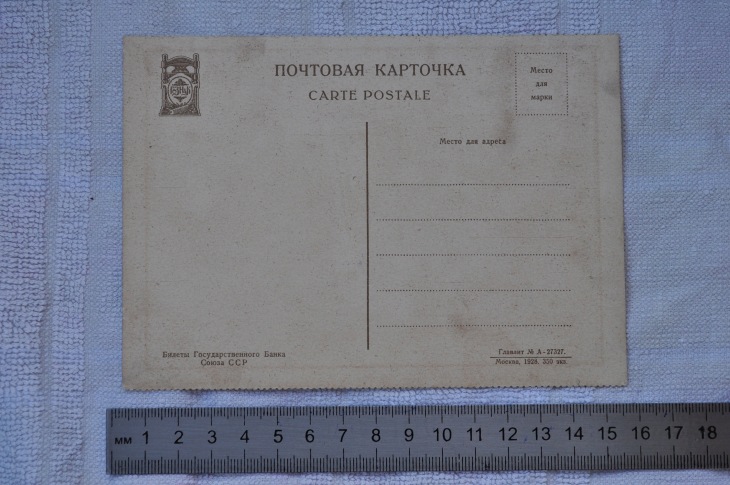 ПОЧТОВАЯ КАРТОЧКА
CARTE POSTALE
Место
для
марки
Место для адреса
Билеты Государственного Банка
Союза ССР
Главлит № А-27327.
Москва, 1928. 350 экз.
мм 1 2 3 4 5 6 7 8 9 10 11 12 13 14 15 16 17 18